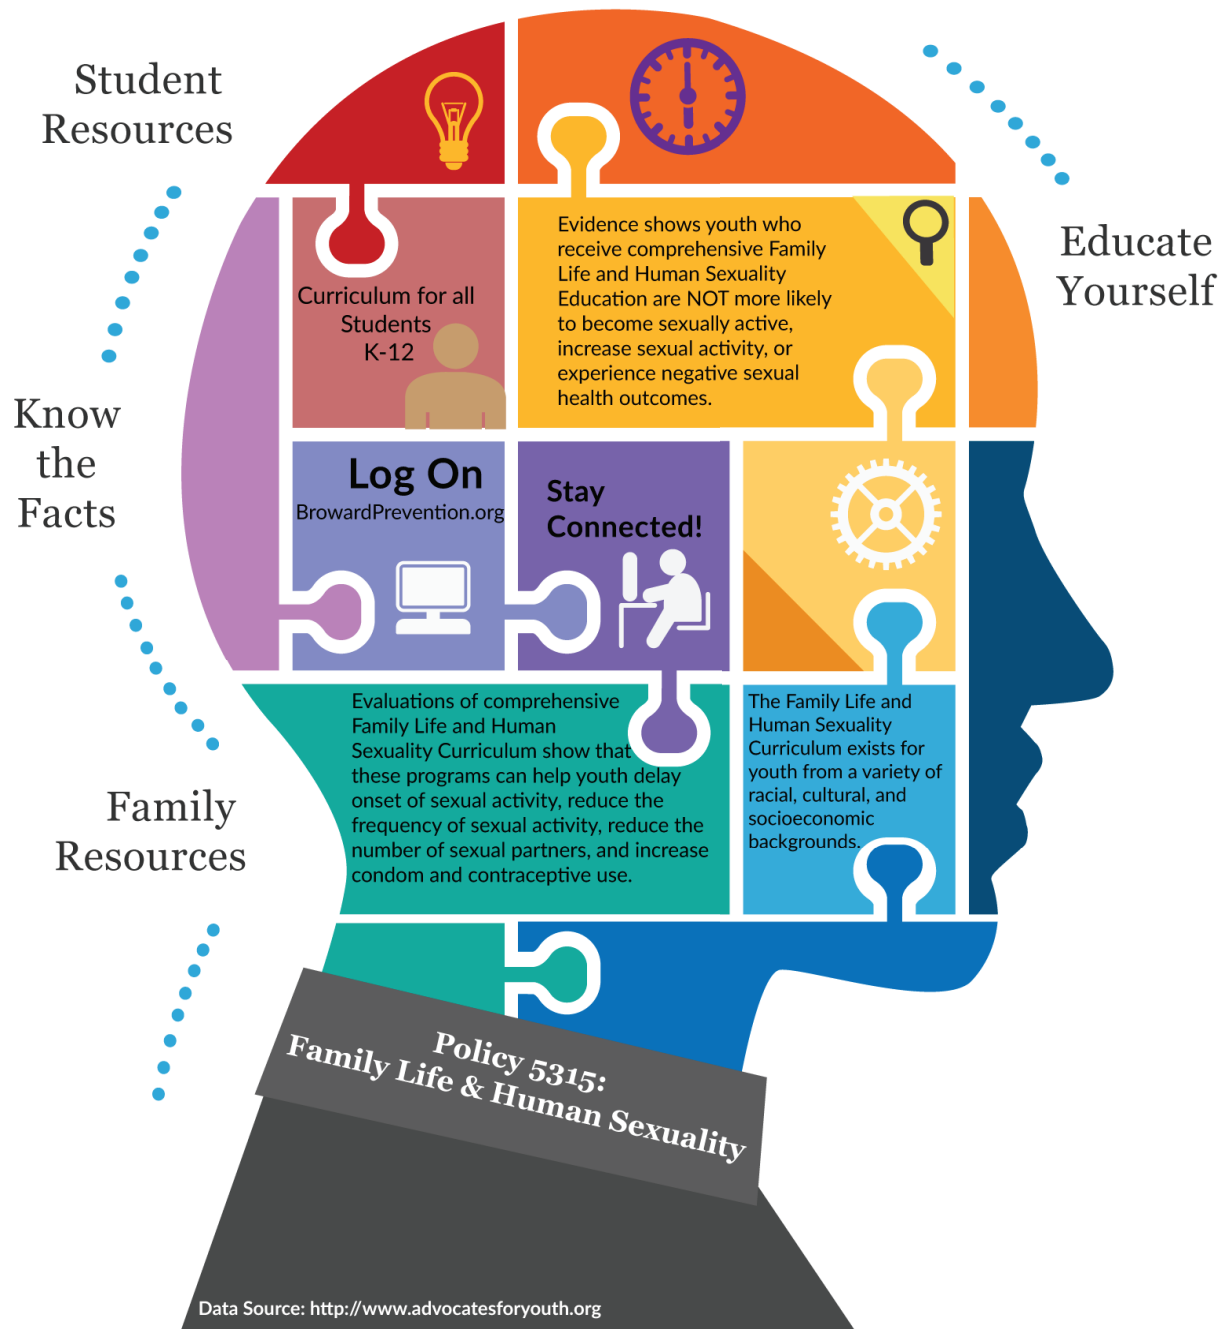 Student
Resources
Educate
Yourself
Know
the
Facts
Family
Resources
Curriculum for all
Students
K-12
Evidence shows youth who
receive comprehensive Family
Life and Human Sexuality
Education are NOT more likely
to become sexually active,
increase sexual activity, or
experience negative sexual
health outcomes.
Log On
BrowardPrevention.org
Stay
Connected!
Evaluations of comprehensive
Family Life and Human
Sexuality Curriculum show that
these programs can help youth delay
onset of sexual activity, reduce the
frequency of sexual activity, reduce the
number of sexual partners, and increase
condom and contraceptive use.
The Family Life and
Human Sexuality
Curriculum exists for
youth from a variety of
racial, cultural, and
socioeconomic
backgrounds.
Policy 5315:
Family Life & Human Sexuality
Data Source: http://www.advocatesforyouth.org